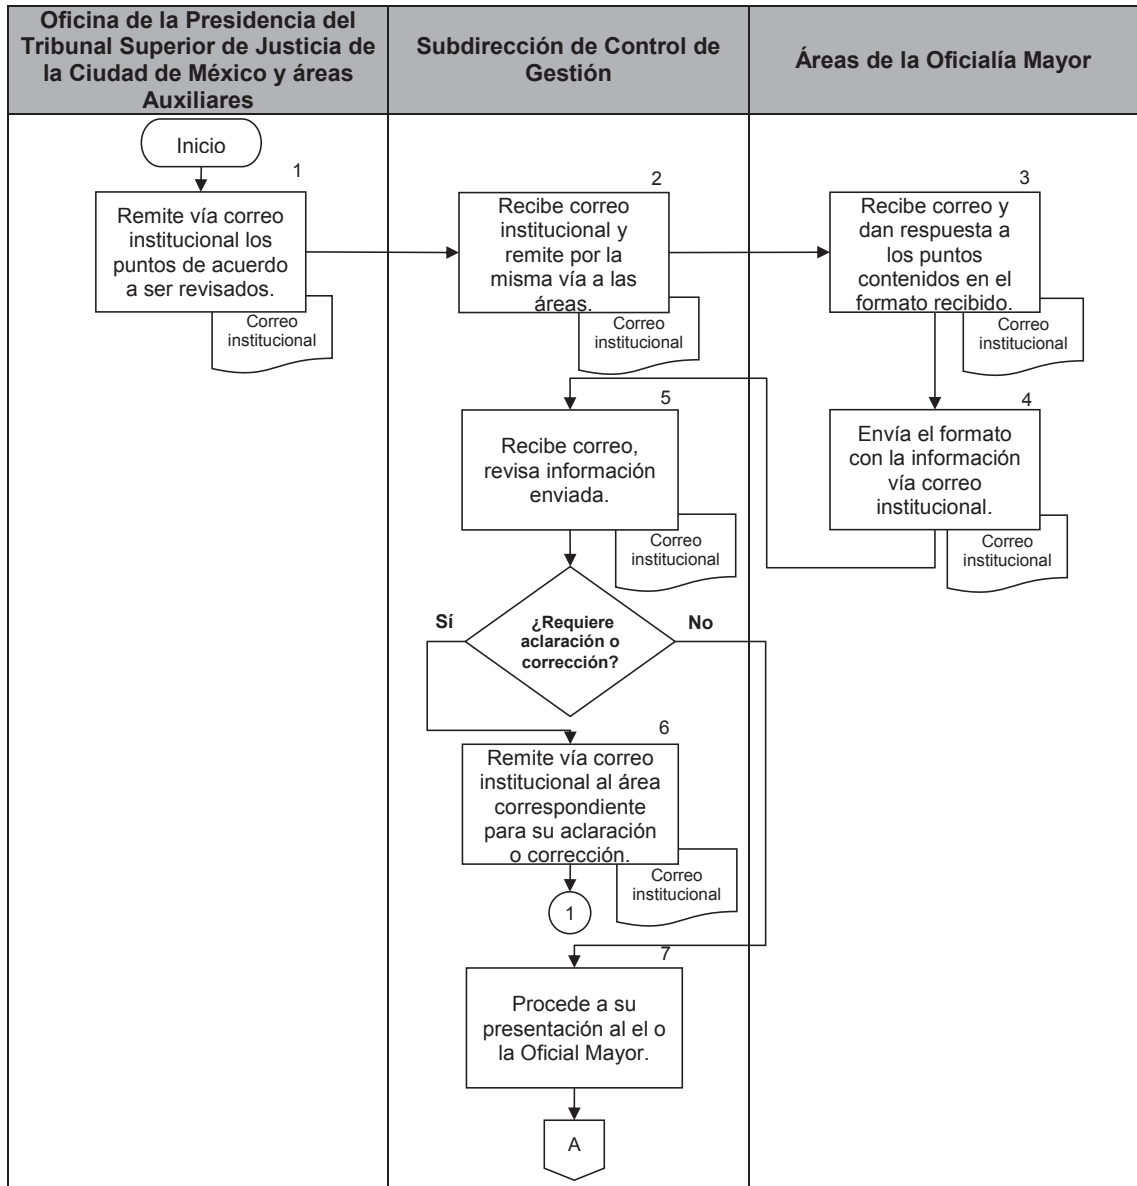 Oficina de la Presidencia del
Tribunal Superior de Justicia de
la Ciudad de México y áreas
Auxiliares
Subdirección de Control de
Gestión
Áreas de la Oficialía Mayor
Inicio
1
Remite vía correo
institucional los
puntos de acuerdo
a ser revisados.
Correo
institucional
2
Recibe correo
institucional y
remite por la
misma vía a las
áreas.
Correo
institucional
3
Recibe correo y
dan respuesta a
los puntos
contenidos en el
formato recibido.
Correo
institucional
4
Envía el formato
con la información
vía correo
institucional.
Correo
institucional
5
Recibe correo,
revisa información
enviada.
Correo
institucional
¿Requiere
aclaración o
corrección?
Sí
No
6
Remite vía correo
institucional al área
correspondiente
para su aclaración
o corrección.
Correo
institucional
1
7
Procede a su
presentación al el o
la Oficial Mayor.
A